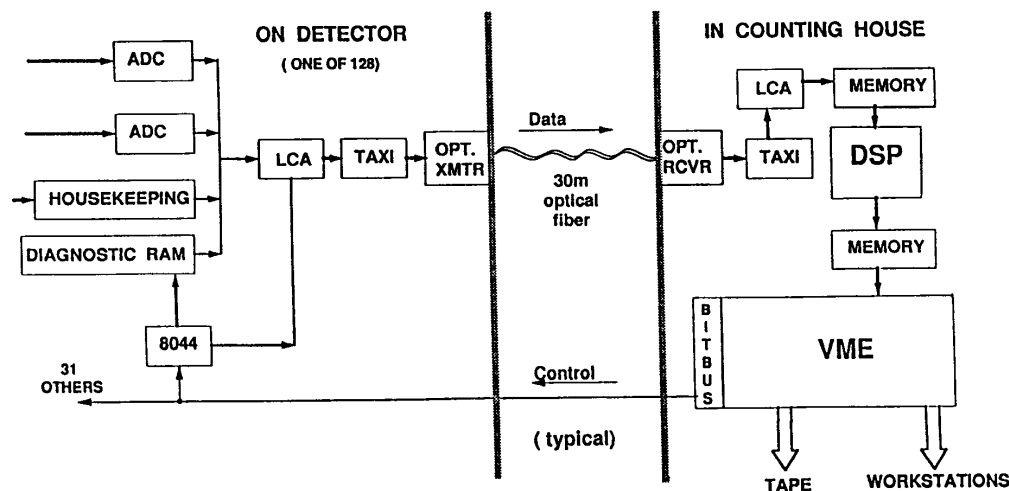 ON DETECTOR
( ONE OF 128)
IN COUNTING HOUSE
ADC
ADC
HOUSEKEEPING
DIAGNOSTIC RAM
8044
31
OTHERS
LCA
TAXI
OPT.
XMTR
Data
30m
optical
fiber
Control
( typical)
OPT.
RCVR
TAXI
LCA
MEMORY
DSP
MEMORY
BITBUS
VME
TAPE
WORKSTATIONS